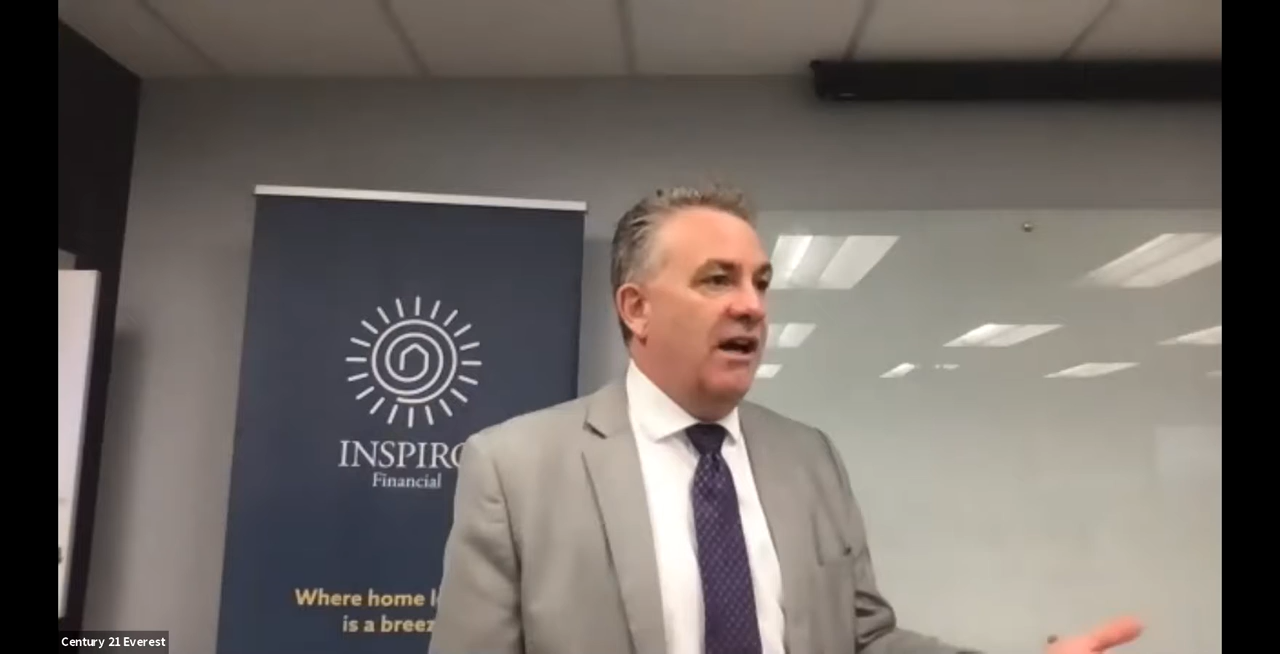 INSPIRO
Financial
Where home
is a breez
Century 21 Everest